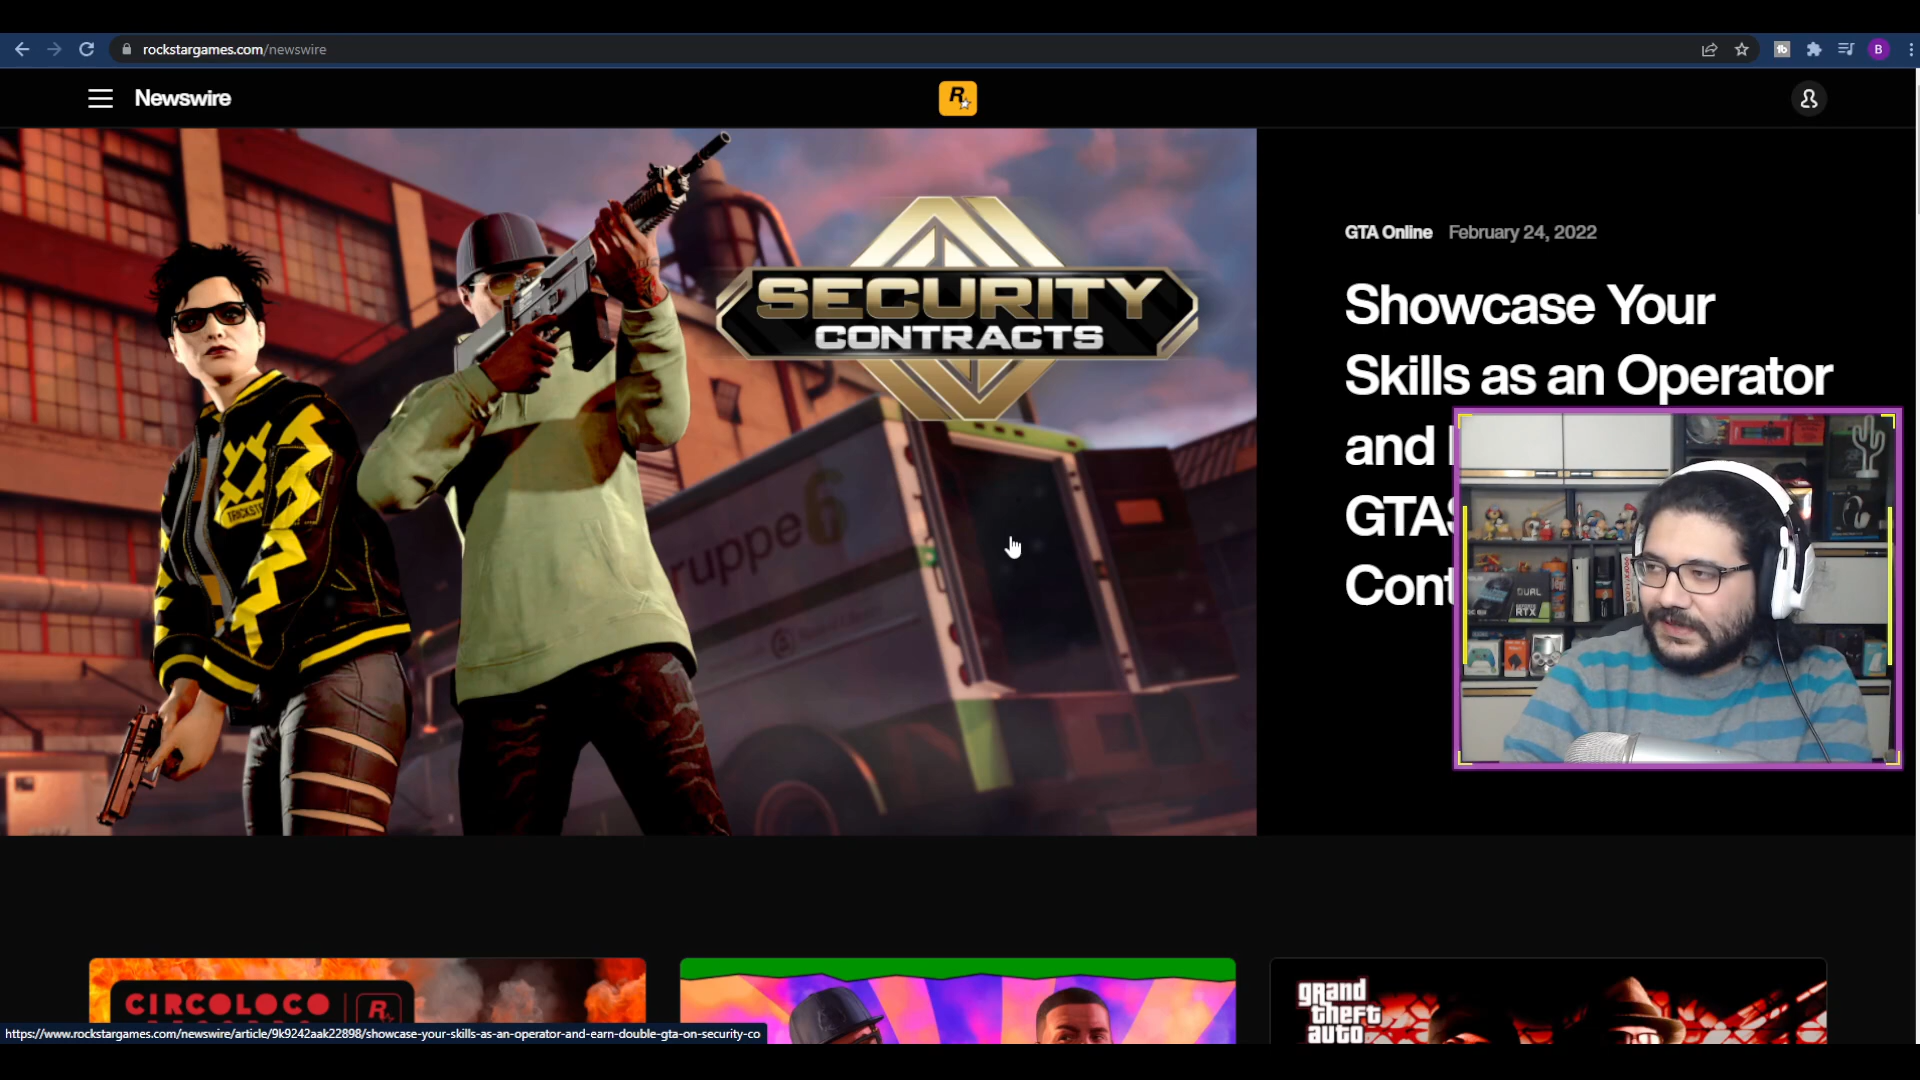 rockstargames.com/newswire
B
Newswire
R
GTA Online February 24, 2022
SECURITY
CONTRACTS
Showcase Your
Skills as an Operator
and
GTA
Cont
ruppe6
TRICKST
DUAL
RTX
CIRCOLOCO R
grand
theft
auto
https://www.rockstargames.com/newswire/article/9k9242aak22898/showcase-your-skills-as-an-operator-and-earn-double-gta-on-security-co